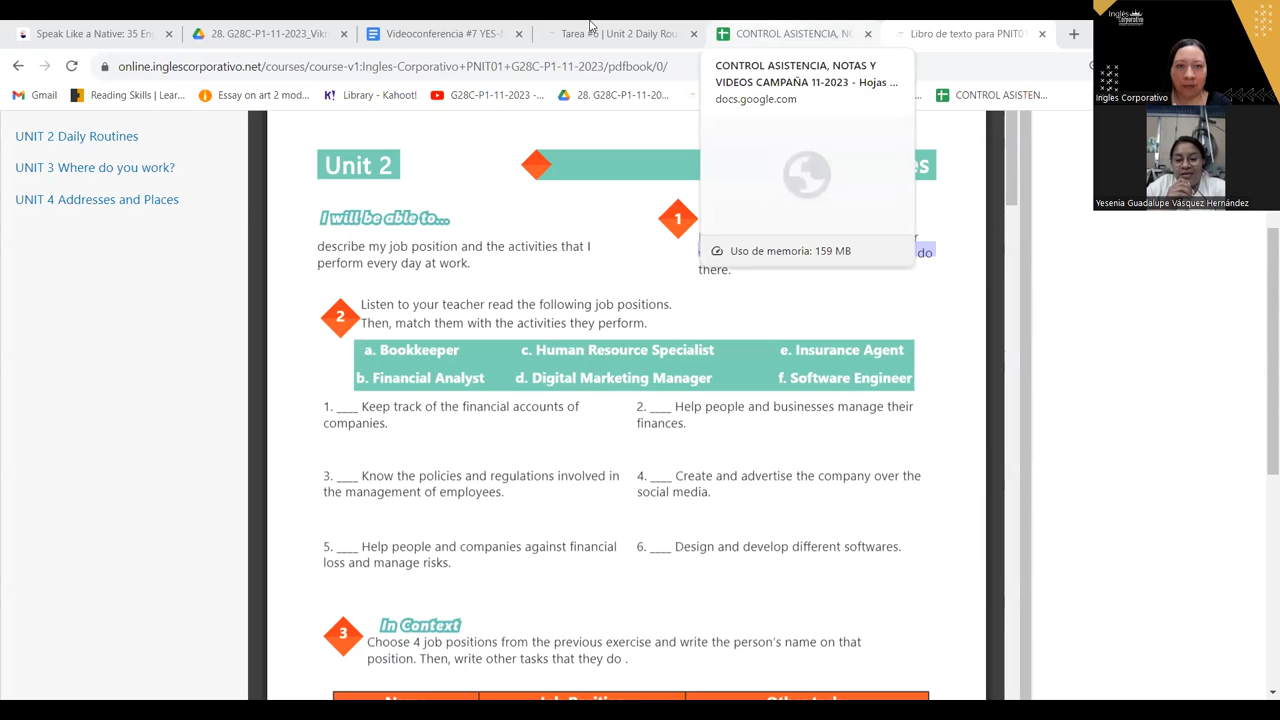 Speak Like a Native: 35 En
28. G28C-P1-11-2023_Vikn
Videoconferencia #7 YES-
Tarea #6 | Unit 2 Daily Rou
CONTROL ASISTENCIA, NO
Libro de texto para PNIT01
online.inglescorporativo.net/courses/course-v1:Ingles-Corporativo+PNIT01+G28C-P1-11-2023/pdfbook/0/
Gmail
Reading Skills | Lear...
Essay on art 2 mod...
Library - Kahoot
G28C-P1-11-2023 -...
28. G28C-P1-11-20...
CONTROL ASISTEN...
CONTROL ASISTENCIA, NOTAS Y
VIDEOS CAMPAÑA 11-2023 - Hojas ...
docs.google.com
Uso de memoria: 159 MB
Inglés
Corporativo
Ingles Corporativo
Yesenia Guadalupe Vásquez Hernández
UNIT 2 Daily Routines
UNIT 3 Where do you work?
UNIT 4 Addresses and Places
Unit 2
I will be able to...
describe my job position and the activities that I
perform every day at work.
1
do
there.
2
Listen to your teacher read the following job positions.
Then, match them with the activities they perform.
a. Bookkeeper
c. Human Resource Specialist
e. Insurance Agent
b. Financial Analyst
d. Digital Marketing Manager
f. Software Engineer
1. ____ Keep track of the financial accounts of
companies.
2. ____ Help people and businesses manage their
finances.
3. ____ Know the policies and regulations involved in
the management of employees.
4. ____ Create and advertise the company over the
social media.
5. ____ Help people and companies against financial
loss and manage risks.
6. ____ Design and develop different softwares.
3
In Context
Choose 4 job positions from the previous exercise and write the person's name on that
position. Then, write other tasks that they do .
Name
Job Position
Other tasks